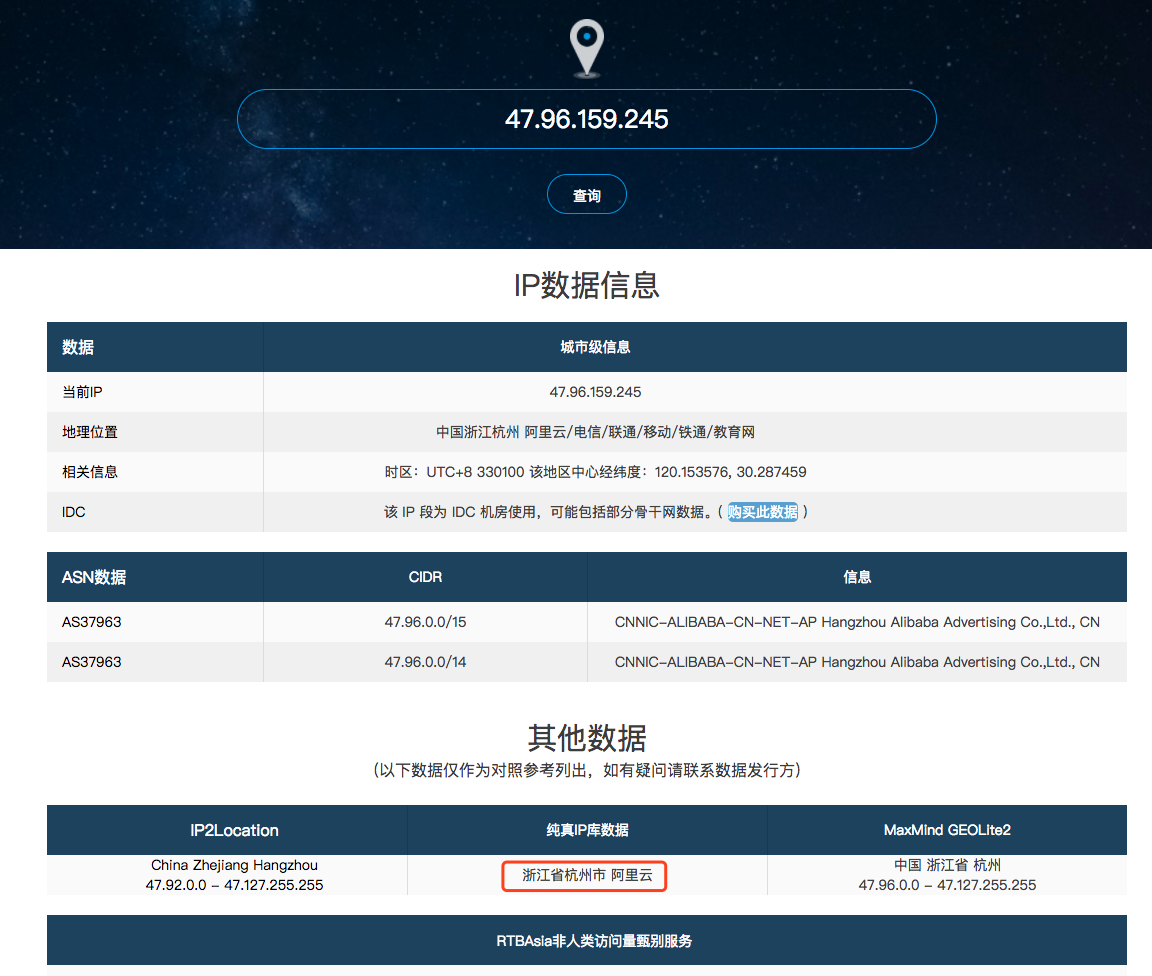 47.96.159.245
查询
IP数据信息
数据 城市级信息
当前IP 47.96.159.245
地理位置 中国浙江杭州 阿里云/电信/联通/移动/铁通/教育网
相关信息 时区：UTC+8 330100 该地区中心经纬度：120.153576, 30.287459
IDC 该 IP 段为 IDC 机房使用，可能包括部分骨干网数据。( 购买此数据 )
ASN数据 CIDR 信息
AS37963 47.96.0.0/15 CNNIC-ALIBABA-CN-NET-AP Hangzhou Alibaba Advertising Co.,Ltd., CN
AS37963 47.96.0.0/14 CNNIC-ALIBABA-CN-NET-AP Hangzhou Alibaba Advertising Co.,Ltd., CN
其他数据
(以下数据仅作为对照参考列出，如有疑问请联系数据发行方)
IP2Location 纯真IP库数据 MaxMind GEOLite2
China Zhejiang Hangzhou 浙江省杭州市 阿里云 中国 浙江省 杭州
47.92.0.0 - 47.127.255.255 47.96.0.0 - 47.127.255.255
RTBAsia非人类访问量甄别服务